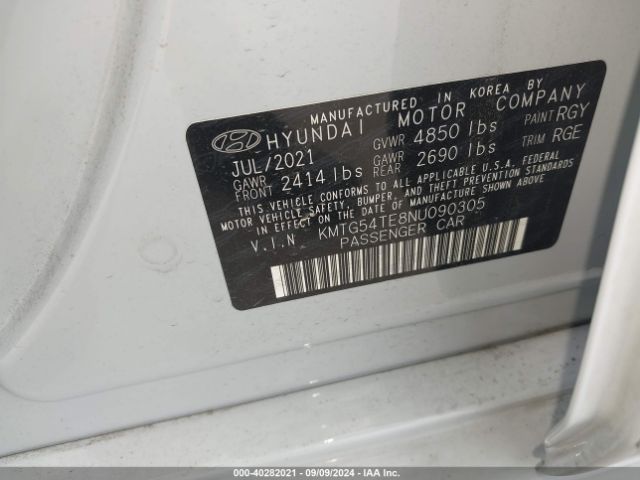 MANUFACTURED IN KOREA BY
HYUNDAI MOTOR COMPANY
JUL/2021 GVWR 4850 lbs PAINT RGY
GAWR FRONT 2414 lbs GAWR REAR 2690 lbs TRIM RGE
THIS VEHICLE CONFORMS TO ALL APPLICABLE U.S.A. FEDERAL
MOTOR VEHICLE SAFETY, BUMPER, AND THEFT PREVENTION STANDARDS
IN EFFECT ON THE DATE OF MANUFACTURE SHOWN ABOVE.
V.I.N. KMTG54TE8NU090305
PASSENGER CAR
000-40282021 - 09/09/2024 - IAA Inc.